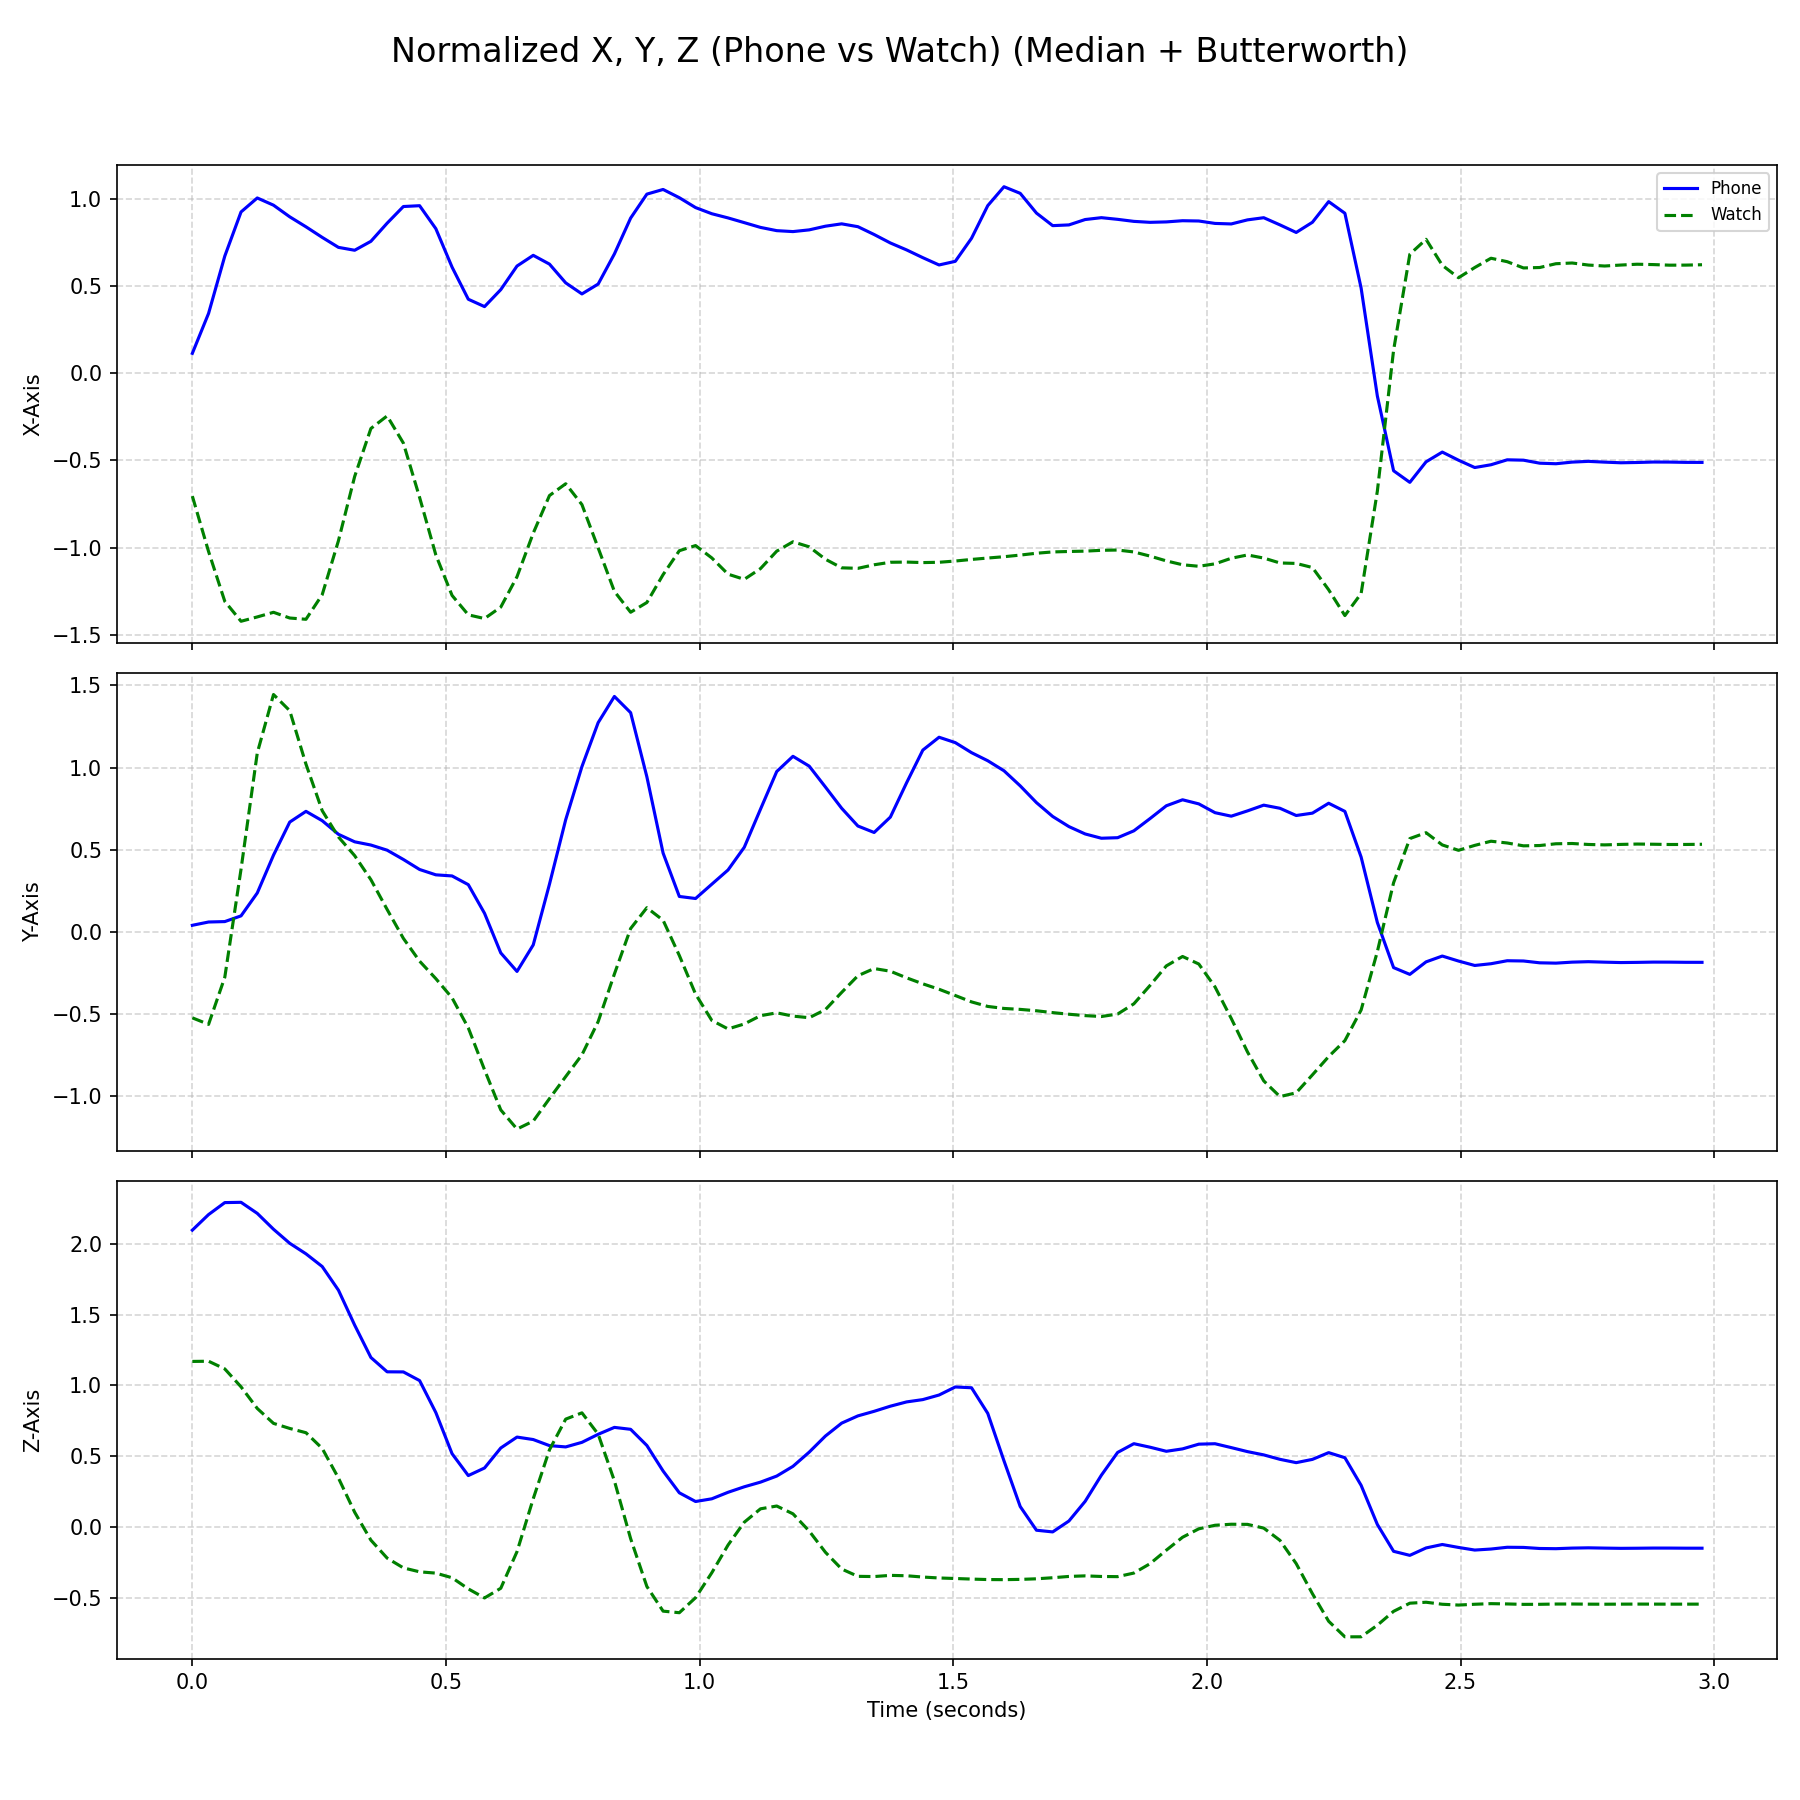 Normalized X, Y, Z (Phone vs Watch) (Median + Butterworth)
Phone
Watch
X-Axis
1.0
0.5
0.0
−0.5
−1.0
−1.5
Y-Axis
1.5
1.0
0.5
0.0
−0.5
−1.0
Z-Axis
2.0
1.5
1.0
0.5
0.0
−0.5
0.0 0.5 1.0 1.5 2.0 2.5 3.0
Time (seconds)